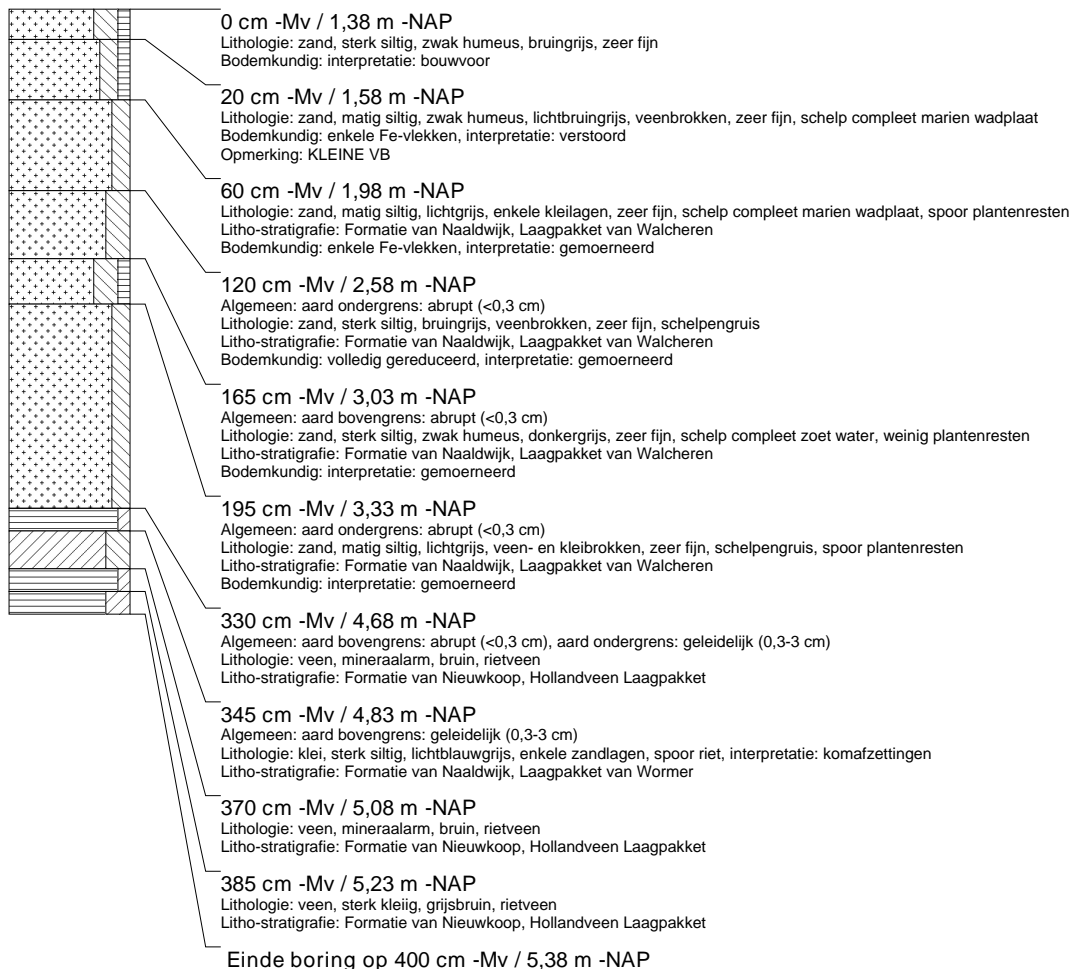 0 cm -Mv / 1,38 m -NAP
Lithologie: zand, sterk siltig, zwak humeus, bruingrijs, zeer fijn
Bodemkundig: interpretatie: bouwvoor
20 cm -Mv / 1,58 m -NAP
Lithologie: zand, matig siltig, zwak humeus, lichtbruingrijs, veenbrokken, zeer fijn, schelp compleet marien wadplaat
Bodemkundig: enkele Fe-vlekken, interpretatie: verstoord
Opmerking: KLEINE VB
60 cm -Mv / 1,98 m -NAP
Lithologie: zand, matig siltig, lichtgrijs, enkele kleilagen, zeer fijn, schelp compleet marien wadplaat, spoor plantenresten
Litho-stratigrafie: Formatie van Naaldwijk, Laagpakket van Walcheren
Bodemkundig: enkele Fe-vlekken, interpretatie: gemoerneerd
120 cm -Mv / 2,58 m -NAP
Algemeen: aard ondergrens: abrupt (<0,3 cm)
Lithologie: zand, sterk siltig, bruingrijs, veenbrokken, zeer fijn, schelpengruis
Litho-stratigrafie: Formatie van Naaldwijk, Laagpakket van Walcheren
Bodemkundig: volledig gereduceerd, interpretatie: gemoerneerd
165 cm -Mv / 3,03 m -NAP
Algemeen: aard bovengrens: abrupt (<0,3 cm)
Lithologie: zand, sterk siltig, zwak humeus, donkergrijs, zeer fijn, schelp compleet zoet water, weinig plantenresten
Litho-stratigrafie: Formatie van Naaldwijk, Laagpakket van Walcheren
Bodemkundig: interpretatie: gemoerneerd
195 cm -Mv / 3,33 m -NAP
Algemeen: aard ondergrens: abrupt (<0,3 cm)
Lithologie: zand, matig siltig, lichtgrijs, veen- en kleibrokken, zeer fijn, schelpengruis, spoor plantenresten
Litho-stratigrafie: Formatie van Naaldwijk, Laagpakket van Walcheren
Bodemkundig: interpretatie: gemoerneerd
330 cm -Mv / 4,68 m -NAP
Algemeen: aard bovengrens: abrupt (<0,3 cm), aard ondergrens: geleidelijk (0,3-3 cm)
Lithologie: veen, mineraalarm, bruin, rietveen
Litho-stratigrafie: Formatie van Nieuwkoop, Hollandveen Laagpakket
345 cm -Mv / 4,83 m -NAP
Algemeen: aard bovengrens: geleidelijk (0,3-3 cm)
Lithologie: klei, sterk siltig, lichtblauwgrijs, enkele zandlagen, spoor riet, interpretatie: komafzettingen
Litho-stratigrafie: Formatie van Naaldwijk, Laagpakket van Wormer
370 cm -Mv / 5,08 m -NAP
Lithologie: veen, mineraalarm, bruin, rietveen
Litho-stratigrafie: Formatie van Nieuwkoop, Hollandveen Laagpakket
385 cm -Mv / 5,23 m -NAP
Lithologie: veen, sterk kleiig, grijsbruin, rietveen
Litho-stratigrafie: Formatie van Nieuwkoop, Hollandveen Laagpakket
Einde boring op 400 cm -Mv / 5,38 m -NAP